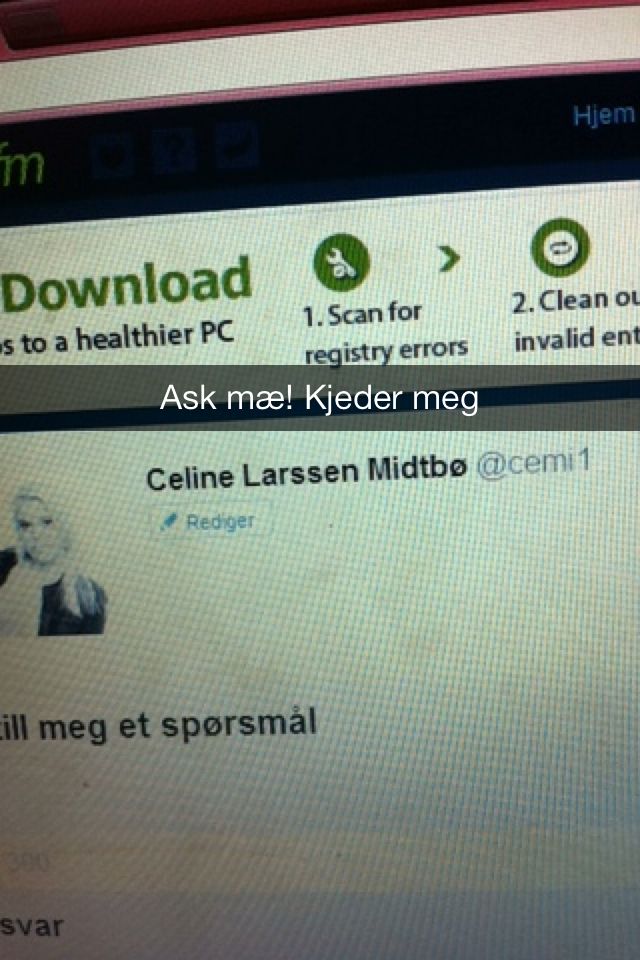 fm
Hjem
Download
s to a healthier PC
1. Scan for
registry errors
2. Clean ou
invalid ent
Ask mæ! Kjeder meg
Celine Larssen Midtbø @cemi1
Rediger
till meg et spørsmål
300
svar